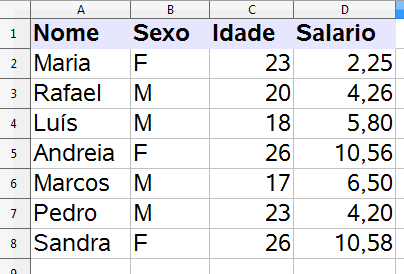 A B C D
1 Nome Sexo Idade Salario
2 Maria F 23 2,25
3 Rafael M 20 4,26
4 Luís M 18 5,80
5 Andreia F 26 10,56
6 Marcos M 17 6,50
7 Pedro M 23 4,20
8 Sandra F 26 10,58